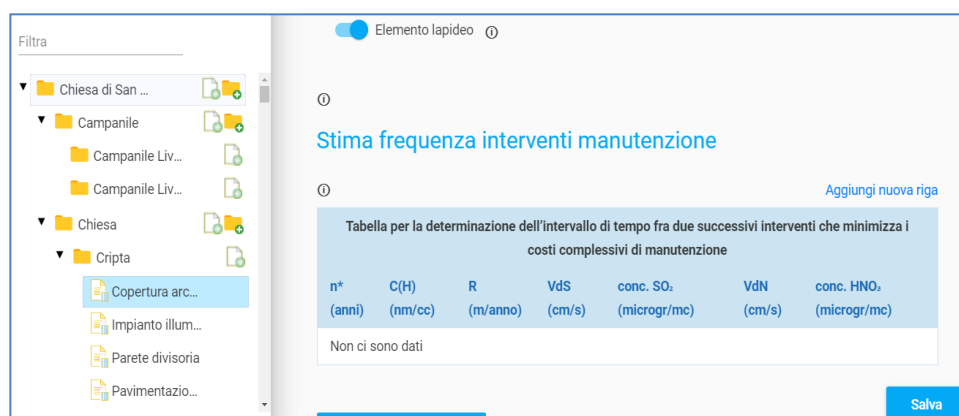 Filtra
Chiesa di San ...
Campanile
Campanile Liv...
Campanile Liv...
Chiesa
Cripta
Copertura arc...
Impianto illum...
Parete divisoria
Pavimentazio...
Elemento lapideo
Stima frequenza interventi manutenzione
Aggiungi nuova riga
Tabella per la determinazione dell'intervallo di tempo fra due successivi interventi che minimizza i
costi complessivi di manutenzione
n* C(H) R VdS conc. SO₂ VdN conc. HNO₃
(anni) (nm/cc) (m/anno) (cm/s) (microgr/mc) (cm/s) (microgr/mc)
Non ci sono dati
Salva